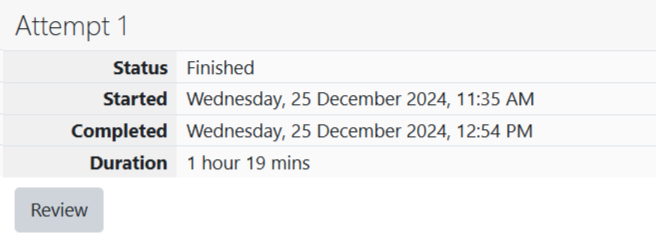 Attempt 1
Status Finished
Started Wednesday, 25 December 2024, 11:35 AM
Completed Wednesday, 25 December 2024, 12:54 PM
Duration 1 hour 19 mins
Review